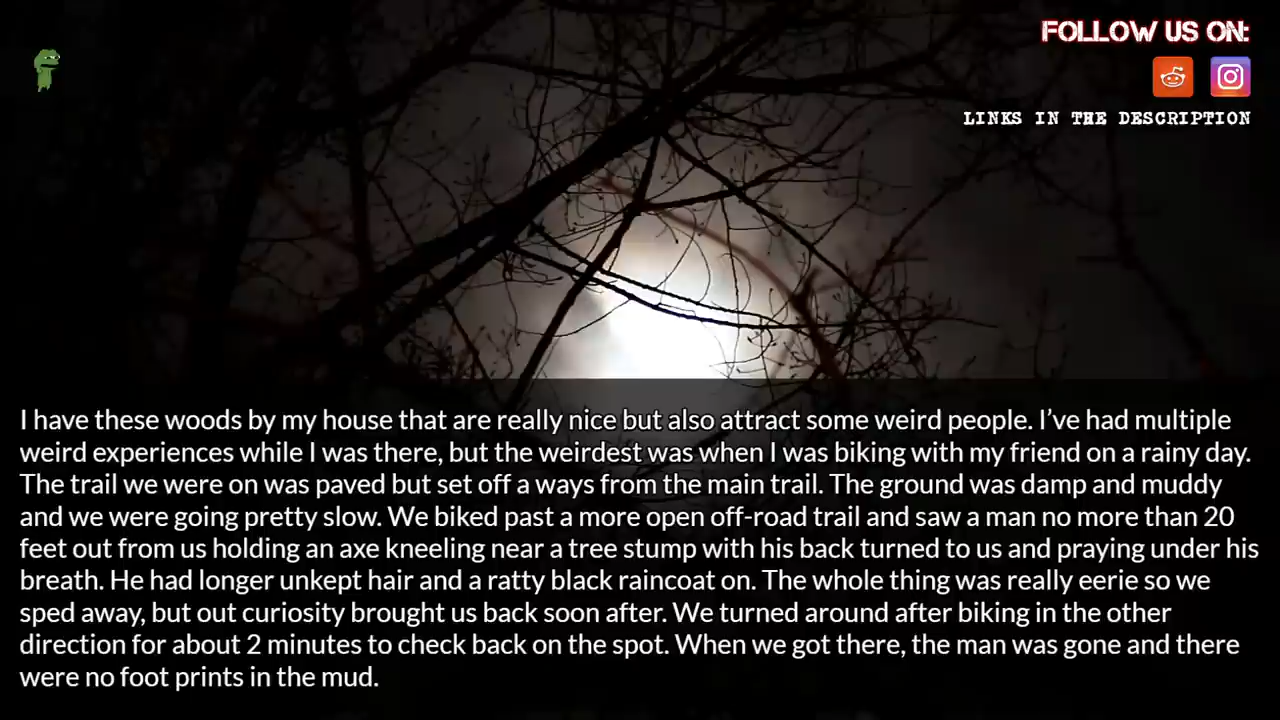 FOLLOW US ON:
LINKS IN THE DESCRIPTION
I have these woods by my house that are really nice but also attract some weird people. I’ve had multiple
weird experiences while I was there, but the weirdest was when I was biking with my friend on a rainy day.
The trail we were on was paved but set off a ways from the main trail. The ground was damp and muddy
and we were going pretty slow. We biked past a more open off-road trail and saw a man no more than 20
feet out from us holding an axe kneeling near a tree stump with his back turned to us and praying under his
breath. He had longer unkept hair and a ratty black raincoat on. The whole thing was really eerie so we
sped away, but out curiosity brought us back soon after. We turned around after biking in the other
direction for about 2 minutes to check back on the spot. When we got there, the man was gone and there
were no foot prints in the mud.